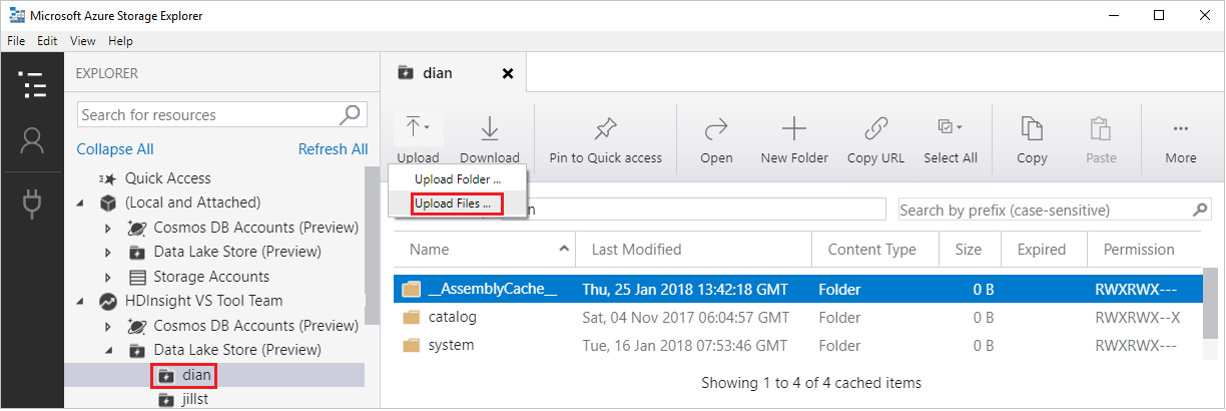 Microsoft Azure Storage Explorer
File Edit View Help
EXPLORER
Search for resources
Collapse All Refresh All
Quick Access
(Local and Attached)
Cosmos DB Accounts (Preview)
Data Lake Store (Preview)
Storage Accounts
HDInsight VS Tool Team
Cosmos DB Accounts (Preview)
Data Lake Store (Preview)
dian
jillst
dian
Upload Download Pin to Quick access Open New Folder Copy URL Select All Copy Paste More
Upload Folder ...
Upload Files ...
Search by prefix (case-sensitive)
Name Last Modified Content Type Size Expired Permission
__AssemblyCache__ Thu, 25 Jan 2018 13:42:18 GMT Folder 0 B RWXRWX---
catalog Sat, 04 Nov 2017 06:04:57 GMT Folder 0 B RWXRWX--X
system Tue, 16 Jan 2018 07:53:46 GMT Folder 0 B RWXRWX---
Showing 1 to 4 of 4 cached items